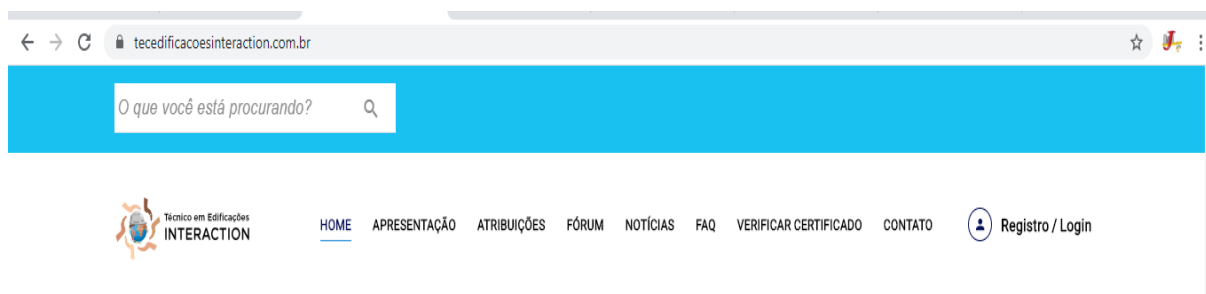 tecedificacoesinteraction.com.br
O que você está procurando?
Técnico em Edificações
INTERACTION
HOME APRESENTAÇÃO ATRIBUIÇÕES FÓRUM NOTÍCIAS FAQ VERIFICAR CERTIFICADO CONTATO Registro / Login